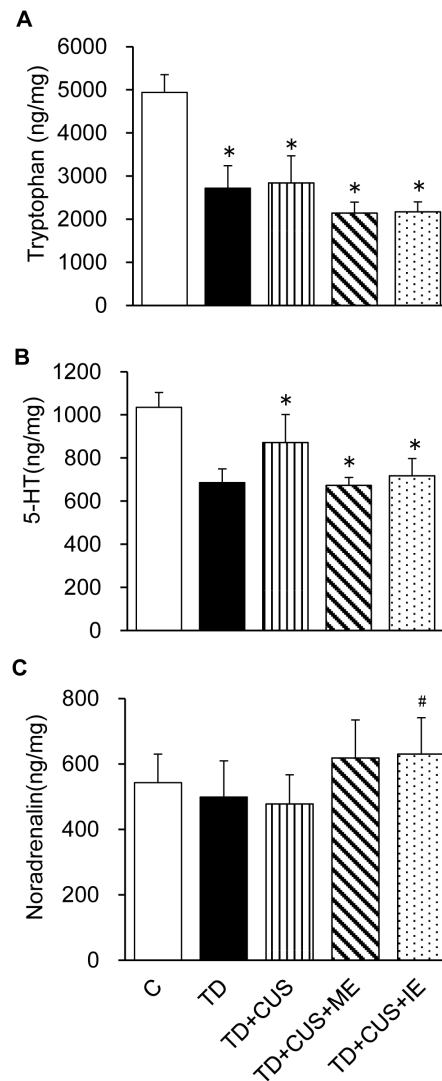 A
Tryptophan (ng/mg)
6000
5000
4000
3000
2000
1000
0
*
*
*
*
B
5-HT(ng/mg)
1200
1000
800
600
400
200
0
*
*
*
C
Noradrenalin(ng/mg)
800
600
400
200
0
#
C
TD
TD+CUS
TD+CUS+ME
TD+CUS+IE